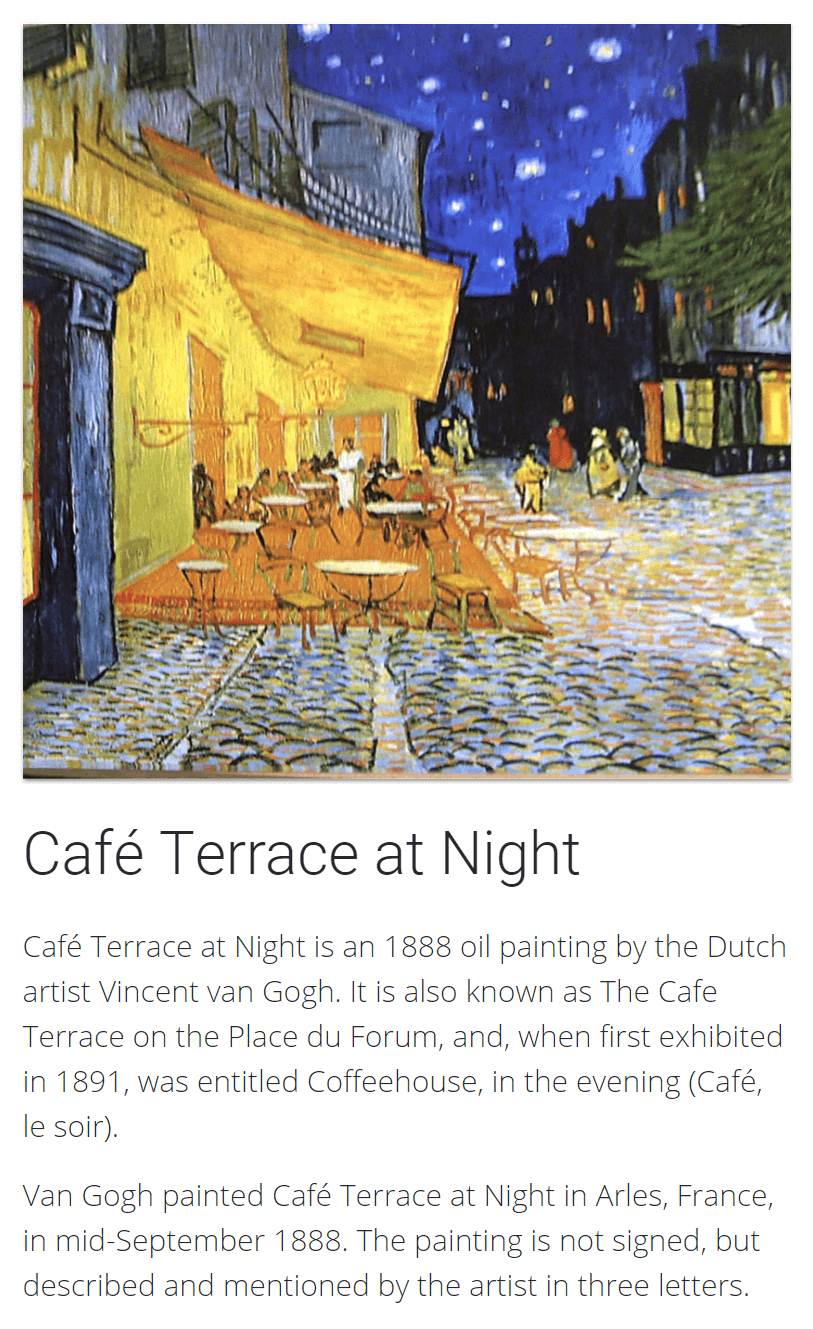 Café Terrace at Night
Café Terrace at Night is an 1888 oil painting by the Dutch
artist Vincent van Gogh. It is also known as The Cafe
Terrace on the Place du Forum, and, when first exhibited
in 1891, was entitled Coffeehouse, in the evening (Café,
le soir).
Van Gogh painted Café Terrace at Night in Arles, France,
in mid-September 1888. The painting is not signed, but
described and mentioned by the artist in three letters.